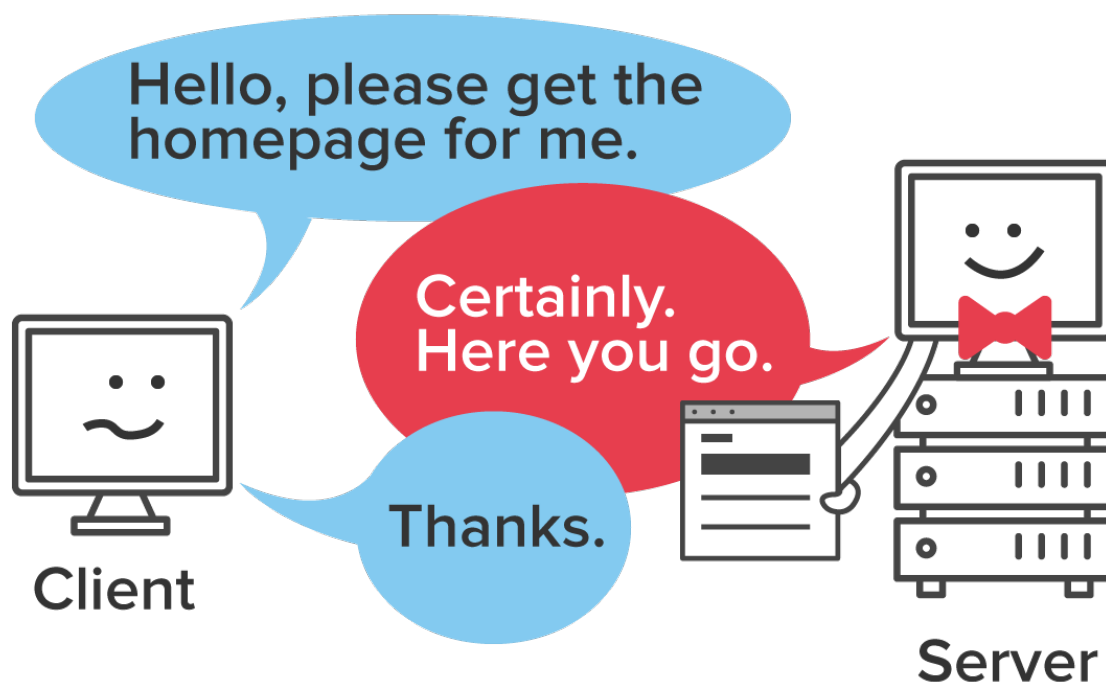 Hello, please get the
homepage for me.
Certainly.
Here you go.
Thanks.
Client
Server